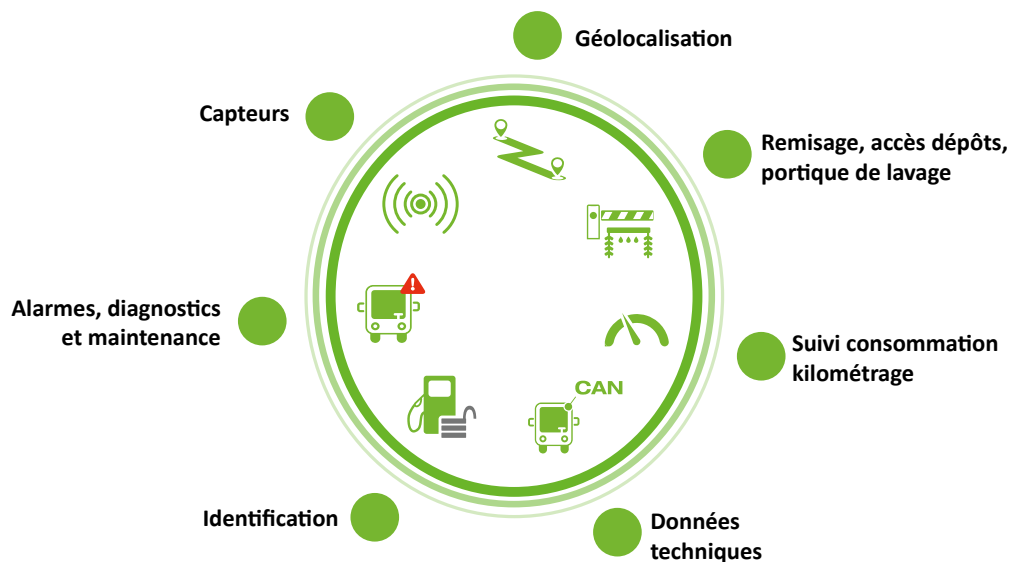 Géolocalisation
Capteurs
Remisage, accès dépôts,
portique de lavage
Alarmes, diagnostics
et maintenance
Suivi consommation
kilométrage
CAN
Identification
Données
techniques